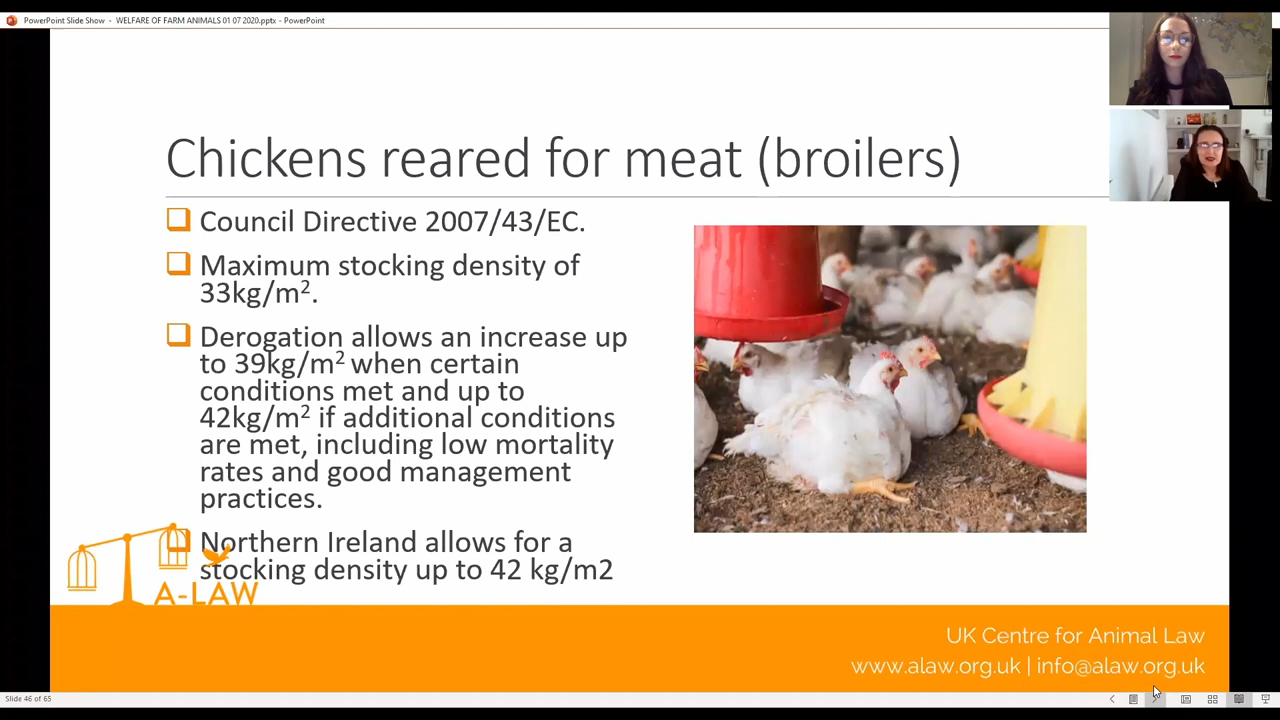 PowerPoint Slide Show - WELFARE OF FARM ANIMALS 01 07 2020.pptx - PowerPoint
Chickens reared for meat (broilers)
Council Directive 2007/43/EC.
Maximum stocking density of
33kg/m².
Derogation allows an increase up
to 39kg/m² when certain
conditions met and up to
42kg/m² if additional conditions
are met, including low mortality
rates and good management
practices.
Northern Ireland allows for a
stocking density up to 42 kg/m2
A-LAW
UK Centre for Animal Law
www.alaw.org.uk | info@alaw.org.uk
Slide 46 of 65